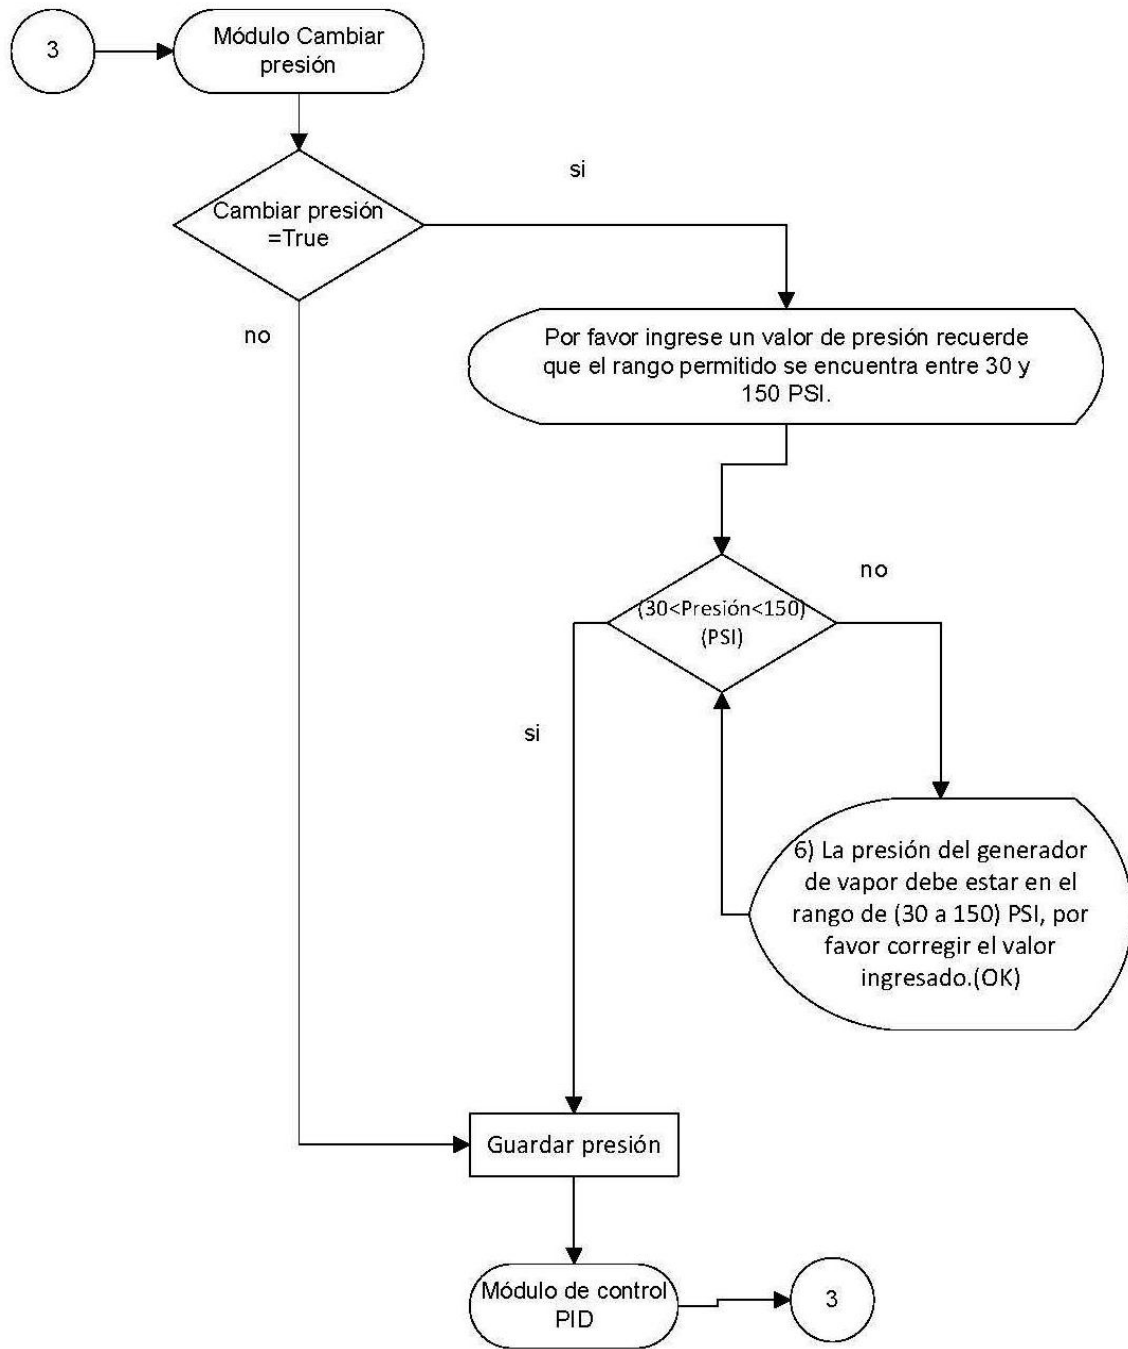 3
Módulo Cambiar
presión
si
Cambiar presión
=True
no
Por favor ingrese un valor de presión recuerde
que el rango permitido se encuentra entre 30 y
150 PSI.
no
(30<Presión<150)
(PSI)
si
6) La presión del generador
de vapor debe estar en el
rango de (30 a 150) PSI, por
favor corregir el valor
ingresado.(OK)
Guardar presión
Módulo de control
PID
3